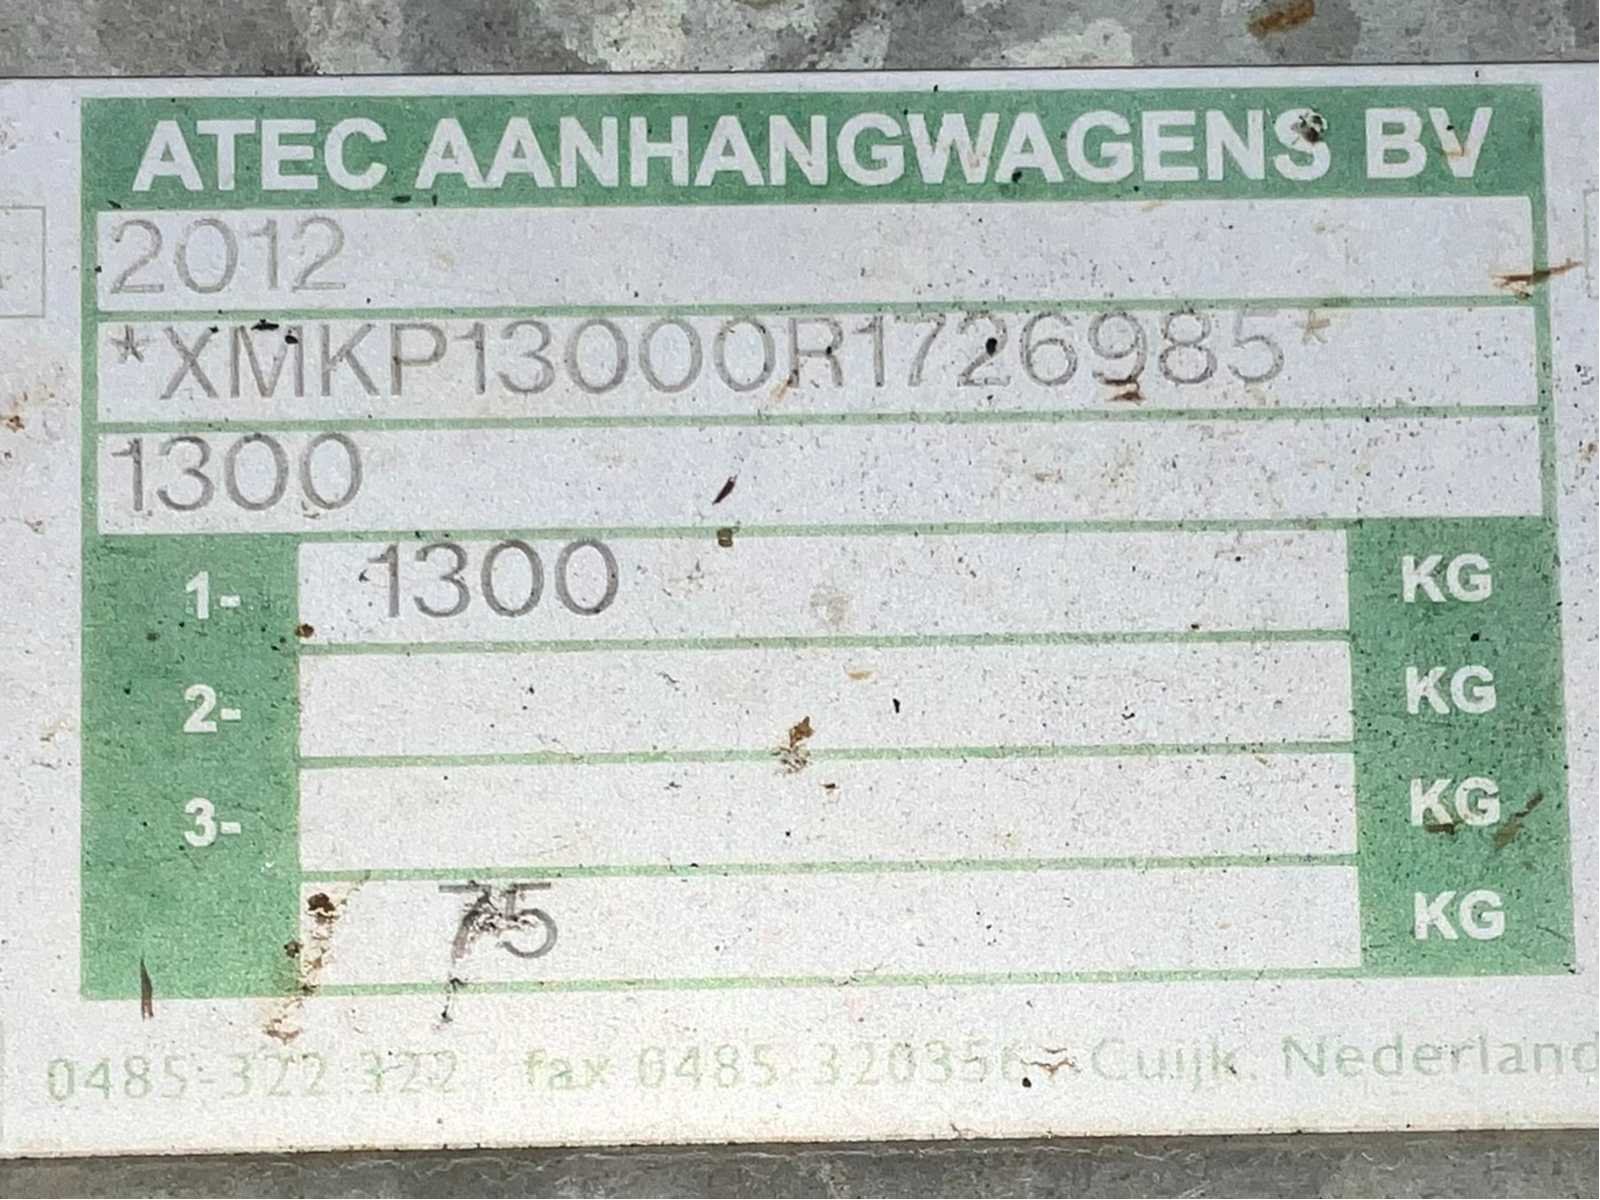 ATEC AANHANGWAGENS BV
2012
*XMKP13000R1726985*
1300
1- 1300 KG
2- KG
3- KG
75 KG
0485-322 322 fax 0485 320356 Cuijk Nederland